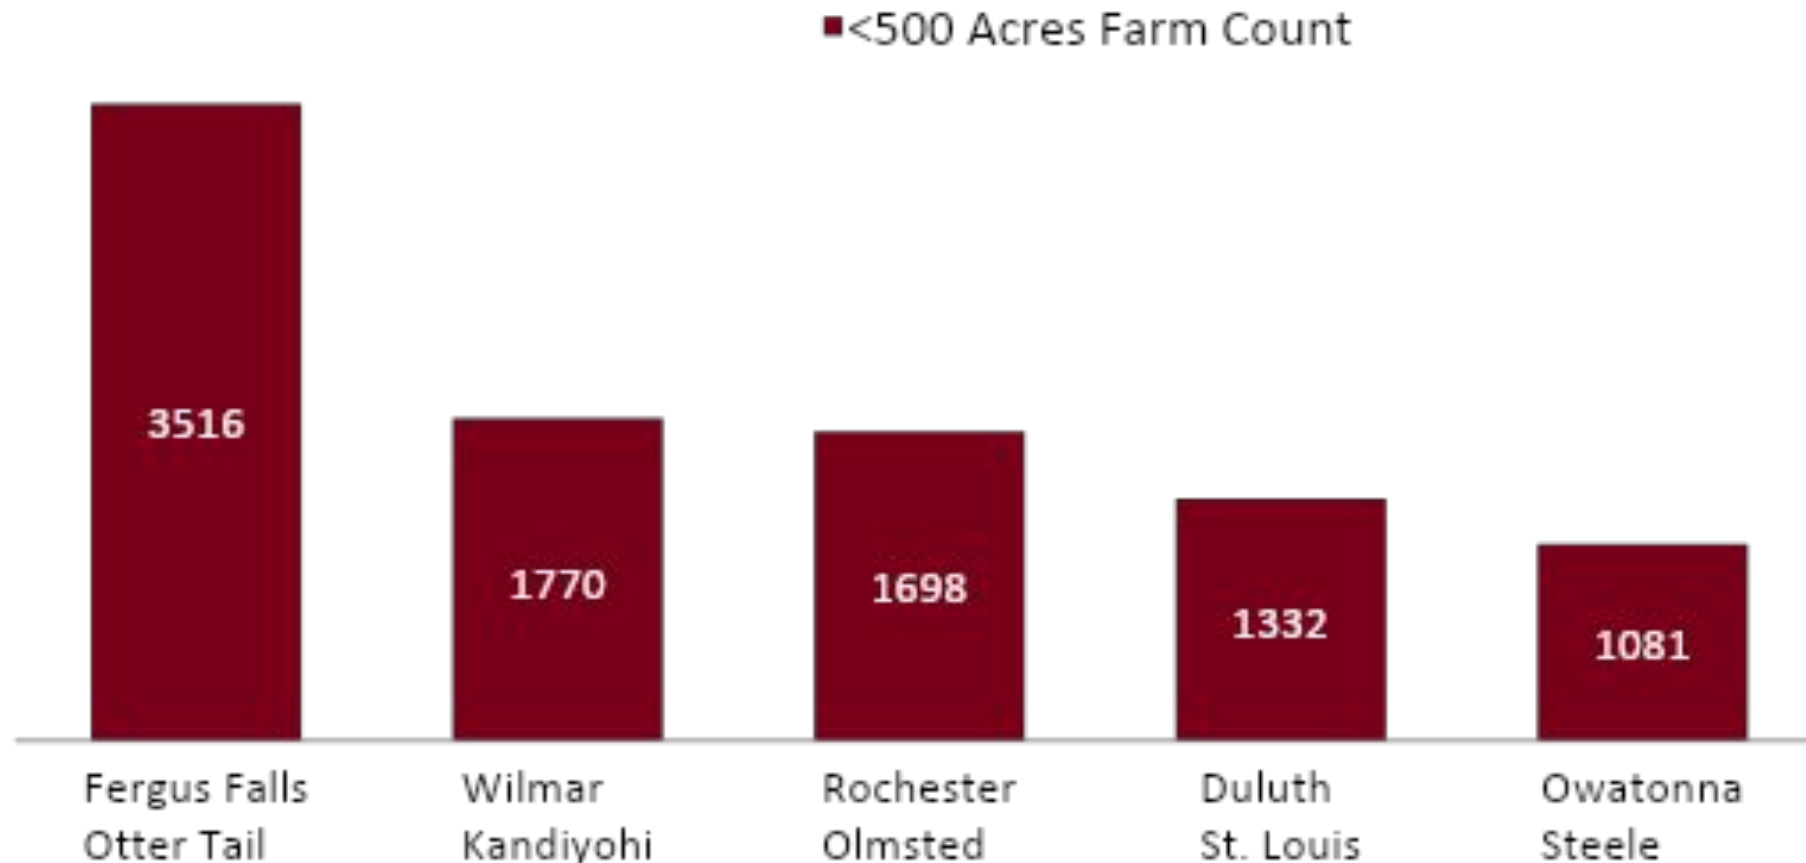 <500 Acres Farm Count
3516
1770
1698
1332
1081
Fergus Falls
Otter Tail
Wilmar
Kandiyohi
Rochester
Olmsted
Duluth
St. Louis
Owatonna
Steele